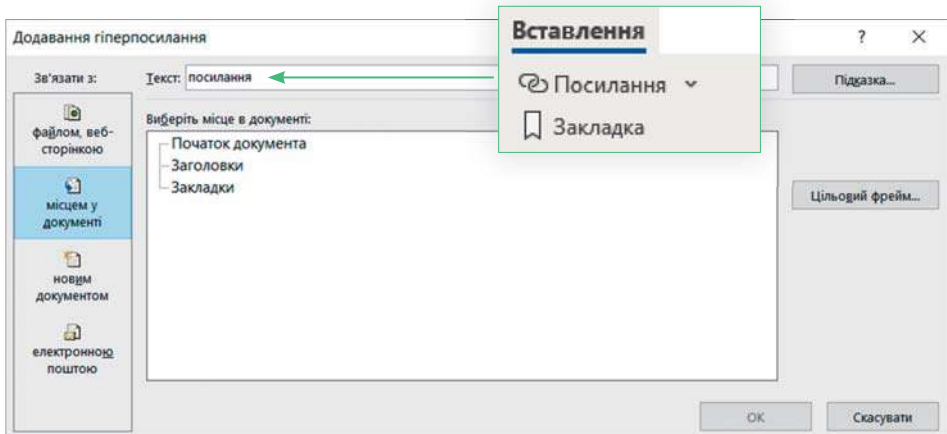 Додавання гіперпосилання
? ×
Вставлення
Посилання
Закладка
Зв'язати з:
Текст: посилання
Підказка...
файлом, веб-
сторінкою
місцем у
документі
новим
документом
електронною
поштою
Виберіть місце в документі:
Початок документа
Заголовки
Закладки
Цільовий фрейм...
ОК
Скасувати